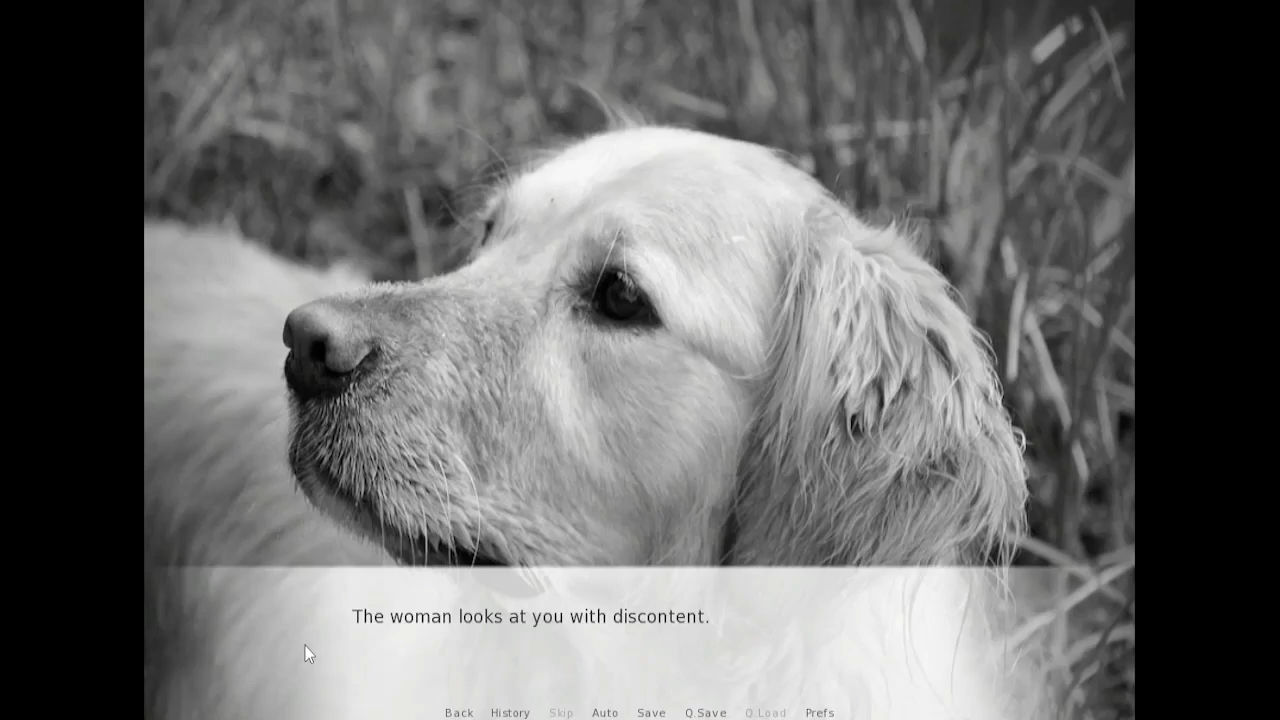 The woman looks at you with discontent.
Back History Skip Auto Save Q.Save Q.Load Prefs